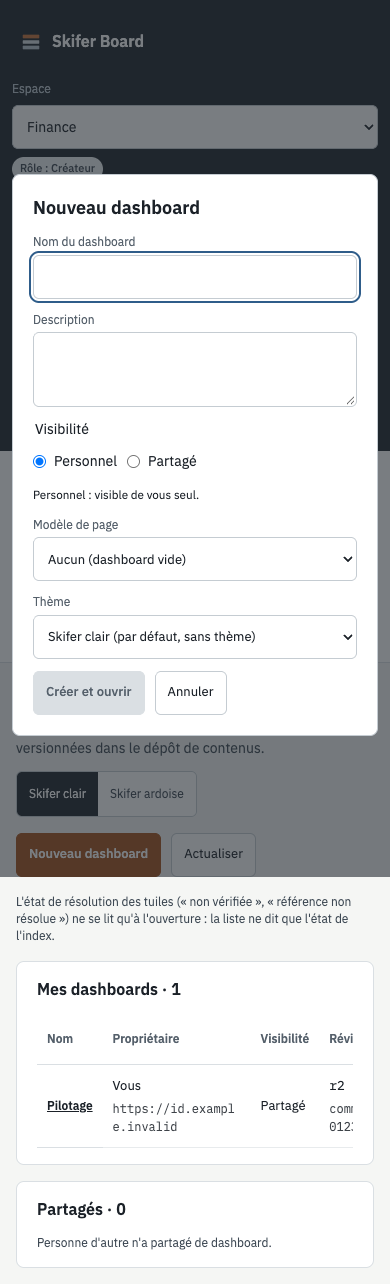 Skifer Board
Espace
Finance
Rôle : Créateur
Nouveau dashboard
Nom du dashboard
Description
Visibilité
Personnel
Partagé
Personnel : visible de vous seul.
Modèle de page
Aucun (dashboard vide)
Thème
Skifer clair (par défaut, sans thème)
Créer et ouvrir
Annuler
versionnées dans le dépôt de contenus.
Skifer clair
Skifer ardoise
Nouveau dashboard
Actualiser
L'état de résolution des tuiles (« non vérifiée », « référence non
résolue ») ne se lit qu'à l'ouverture : la liste ne dit que l'état de
l'index.
Mes dashboards · 1
Nom Propriétaire Visibilité Révi
Pilotage
Vous
https://id.exampl
e.invalid
Partagé
r2
com
012
Partagés · 0
Personne d'autre n'a partagé de dashboard.